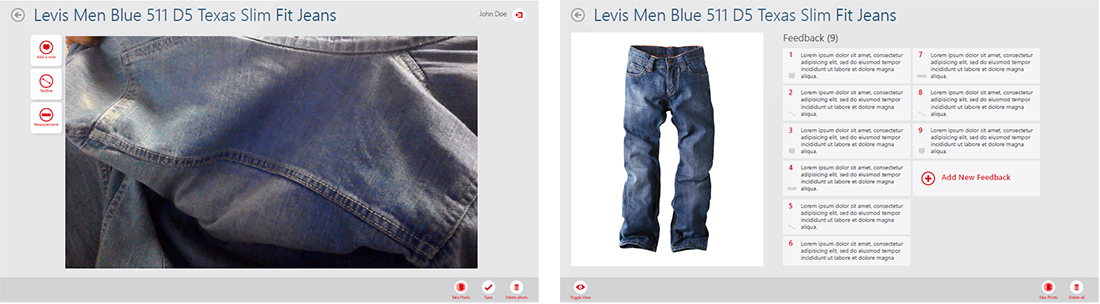 Levis Men Blue 511 D5 Texas Slim Fit Jeans
John Doe
Add a note
Redline
Measurements
Take Photo
Save
Delete photo
Levis Men Blue 511 D5 Texas Slim Fit Jeans
Feedback (9)
1
Lorem ipsum dolor sit amet, consectetur
adipisicing elit, sed do eiusmod tempor
incididunt ut labore et dolore magna
aliqua.
2
Lorem ipsum dolor sit amet, consectetur
adipisicing elit, sed do eiusmod tempor
incididunt ut labore et dolore magna
aliqua.
3
Lorem ipsum dolor sit amet, consectetur
adipisicing elit, sed do eiusmod tempor
incididunt ut labore et dolore magna
aliqua.
4
Lorem ipsum dolor sit amet, consectetur
adipisicing elit, sed do eiusmod tempor
incididunt ut labore et dolore magna
aliqua.
5
Lorem ipsum dolor sit amet, consectetur
adipisicing elit, sed do eiusmod tempor
incididunt ut labore et dolore magna
aliqua.
6
Lorem ipsum dolor sit amet, consectetur
adipisicing elit, sed do eiusmod tempor
incididunt ut labore et dolore magna
7
Lorem ipsum dolor sit amet, consectetur
adipisicing elit, sed do eiusmod tempor
incididunt ut labore et dolore magna
aliqua.
8
Lorem ipsum dolor sit amet, consectetur
adipisicing elit, sed do eiusmod tempor
incididunt ut labore et dolore magna
aliqua.
9
Lorem ipsum dolor sit amet, consectetur
adipisicing elit, sed do eiusmod tempor
incididunt ut labore et dolore magna
aliqua.
Add New Feedback
Toggle View
Take Photo
Delete all